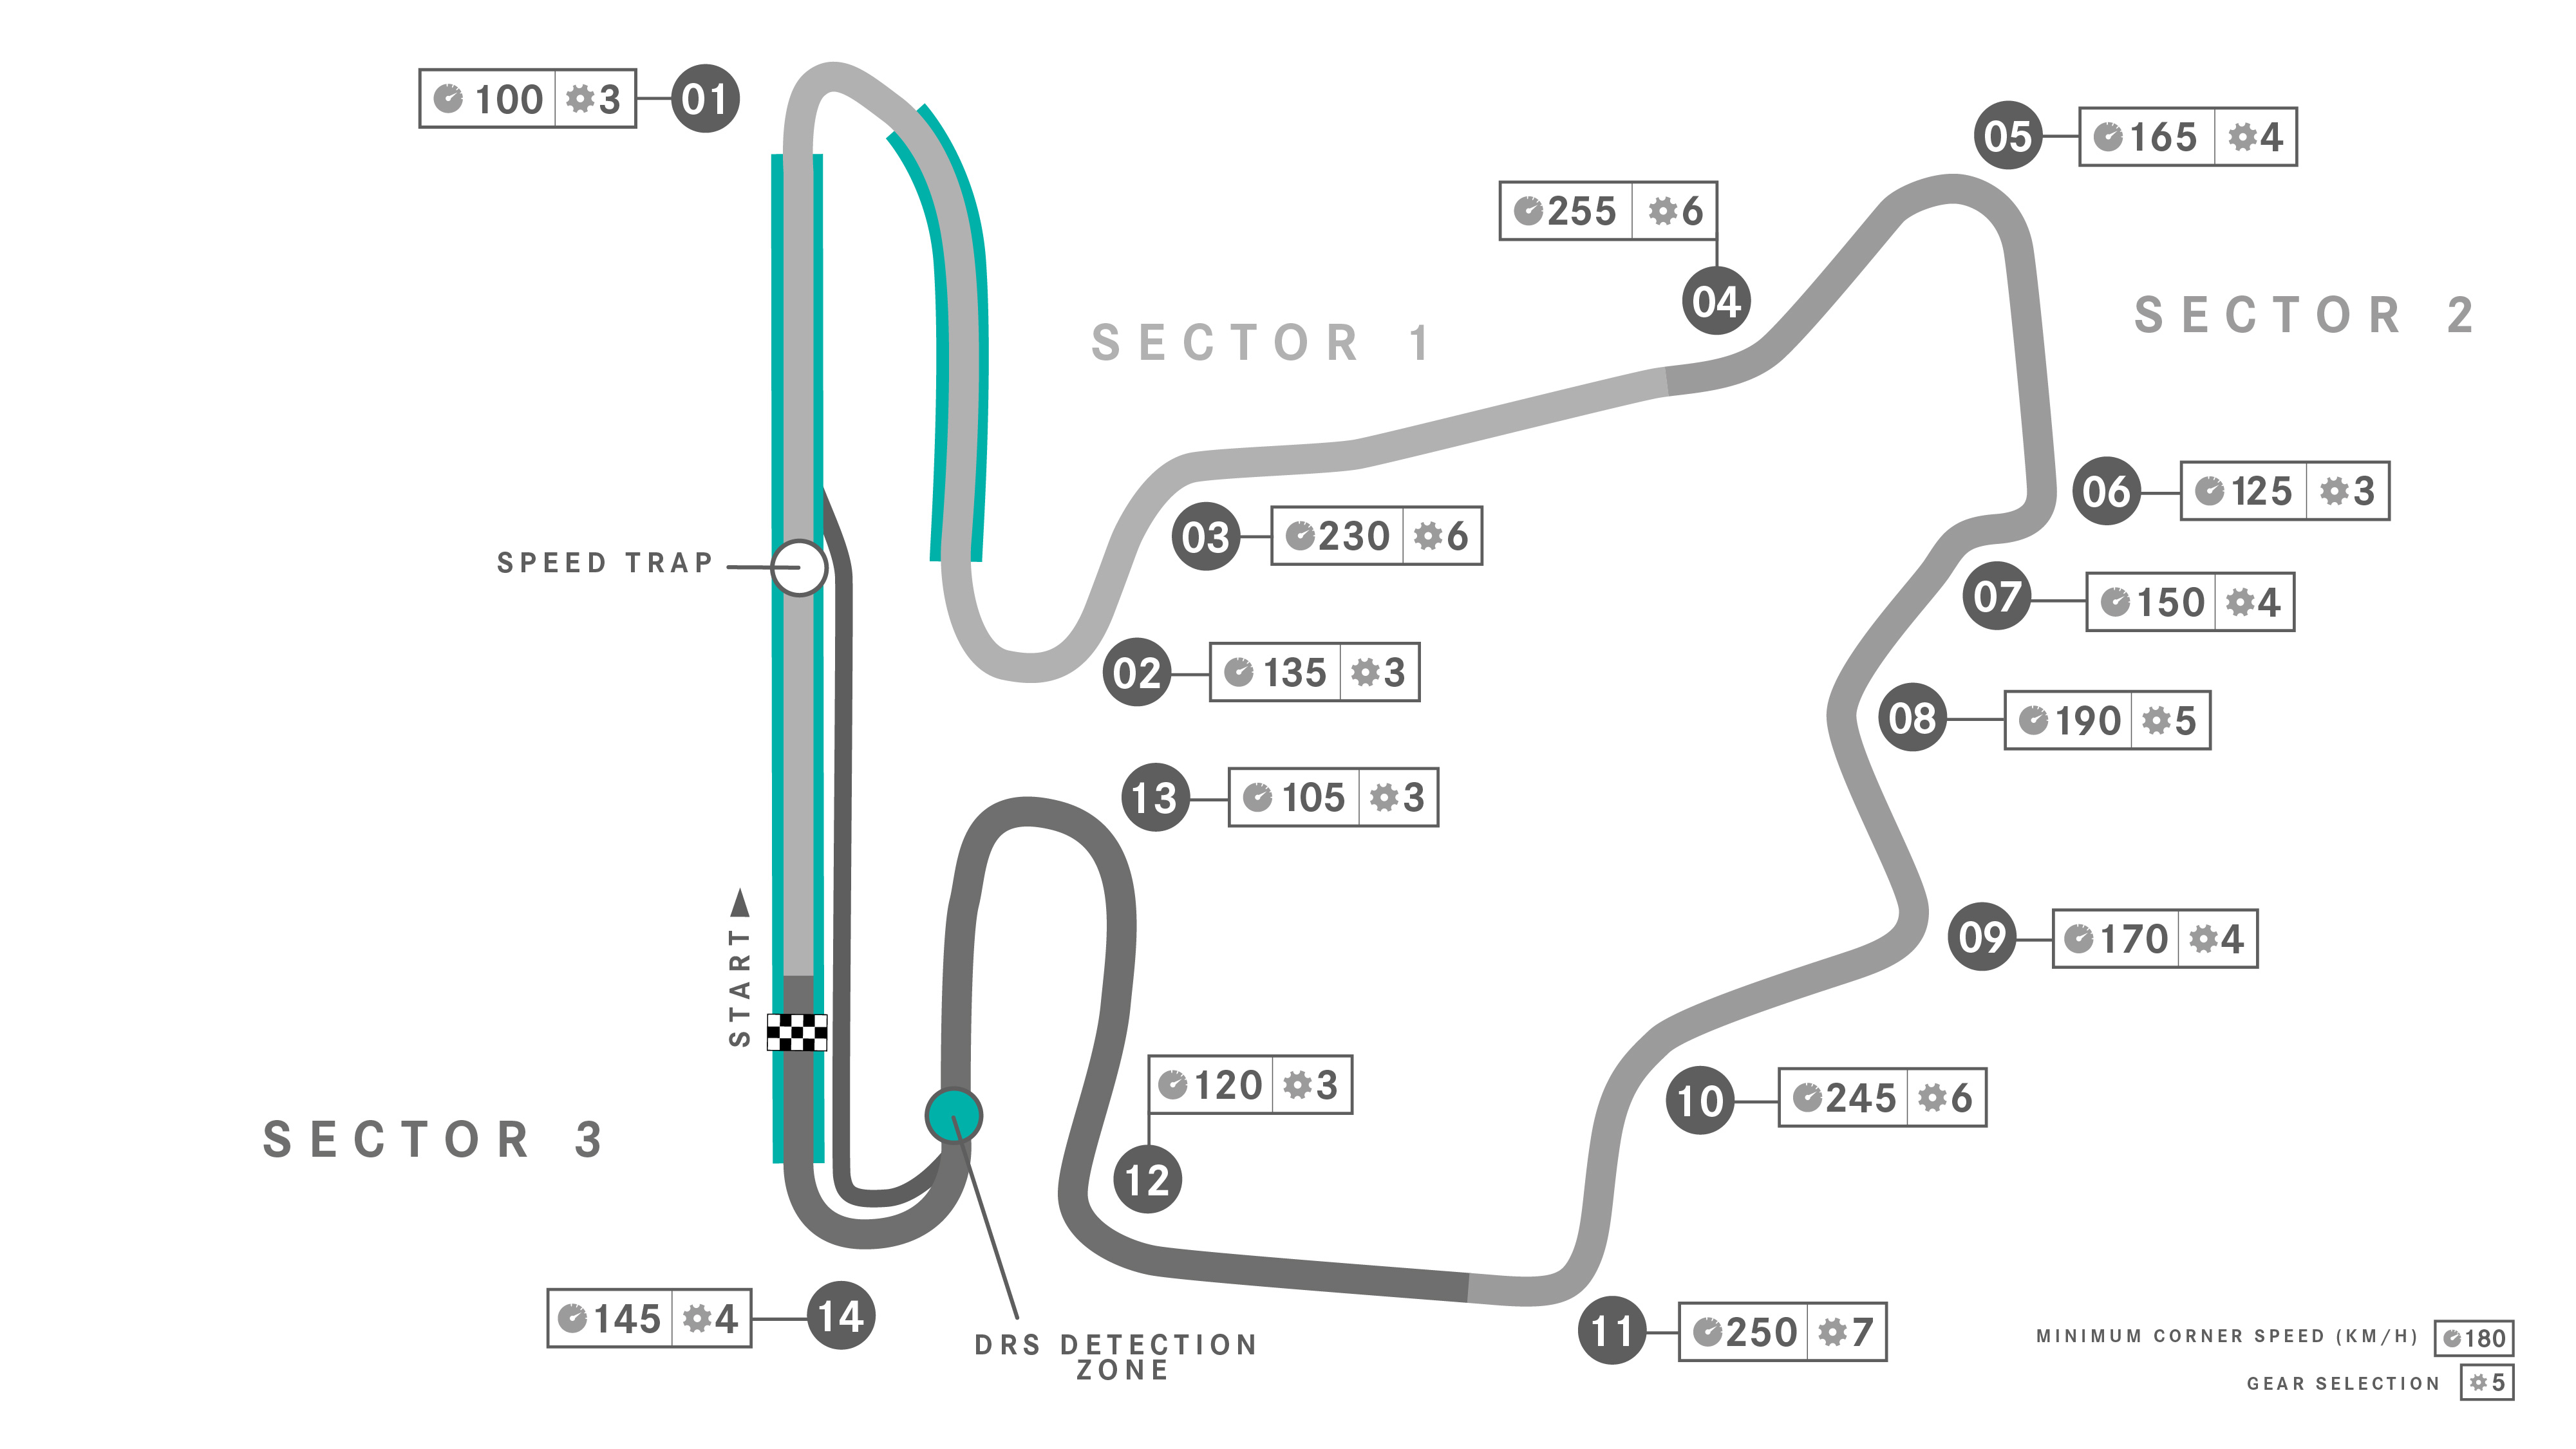 100 3 01
05 165 4
255 6
04
SECTOR 1
SECTOR 2
06 125 3
03 230 6
SPEED TRAP
07 150 4
02 135 3
08 190 5
13 105 3
START
09 170 4
120 3
10 245 6
SECTOR 3
12
145 4 14
11 250 7
DRS DETECTION
ZONE
MINIMUM CORNER SPEED (KM/H) 180
GEAR SELECTION 5